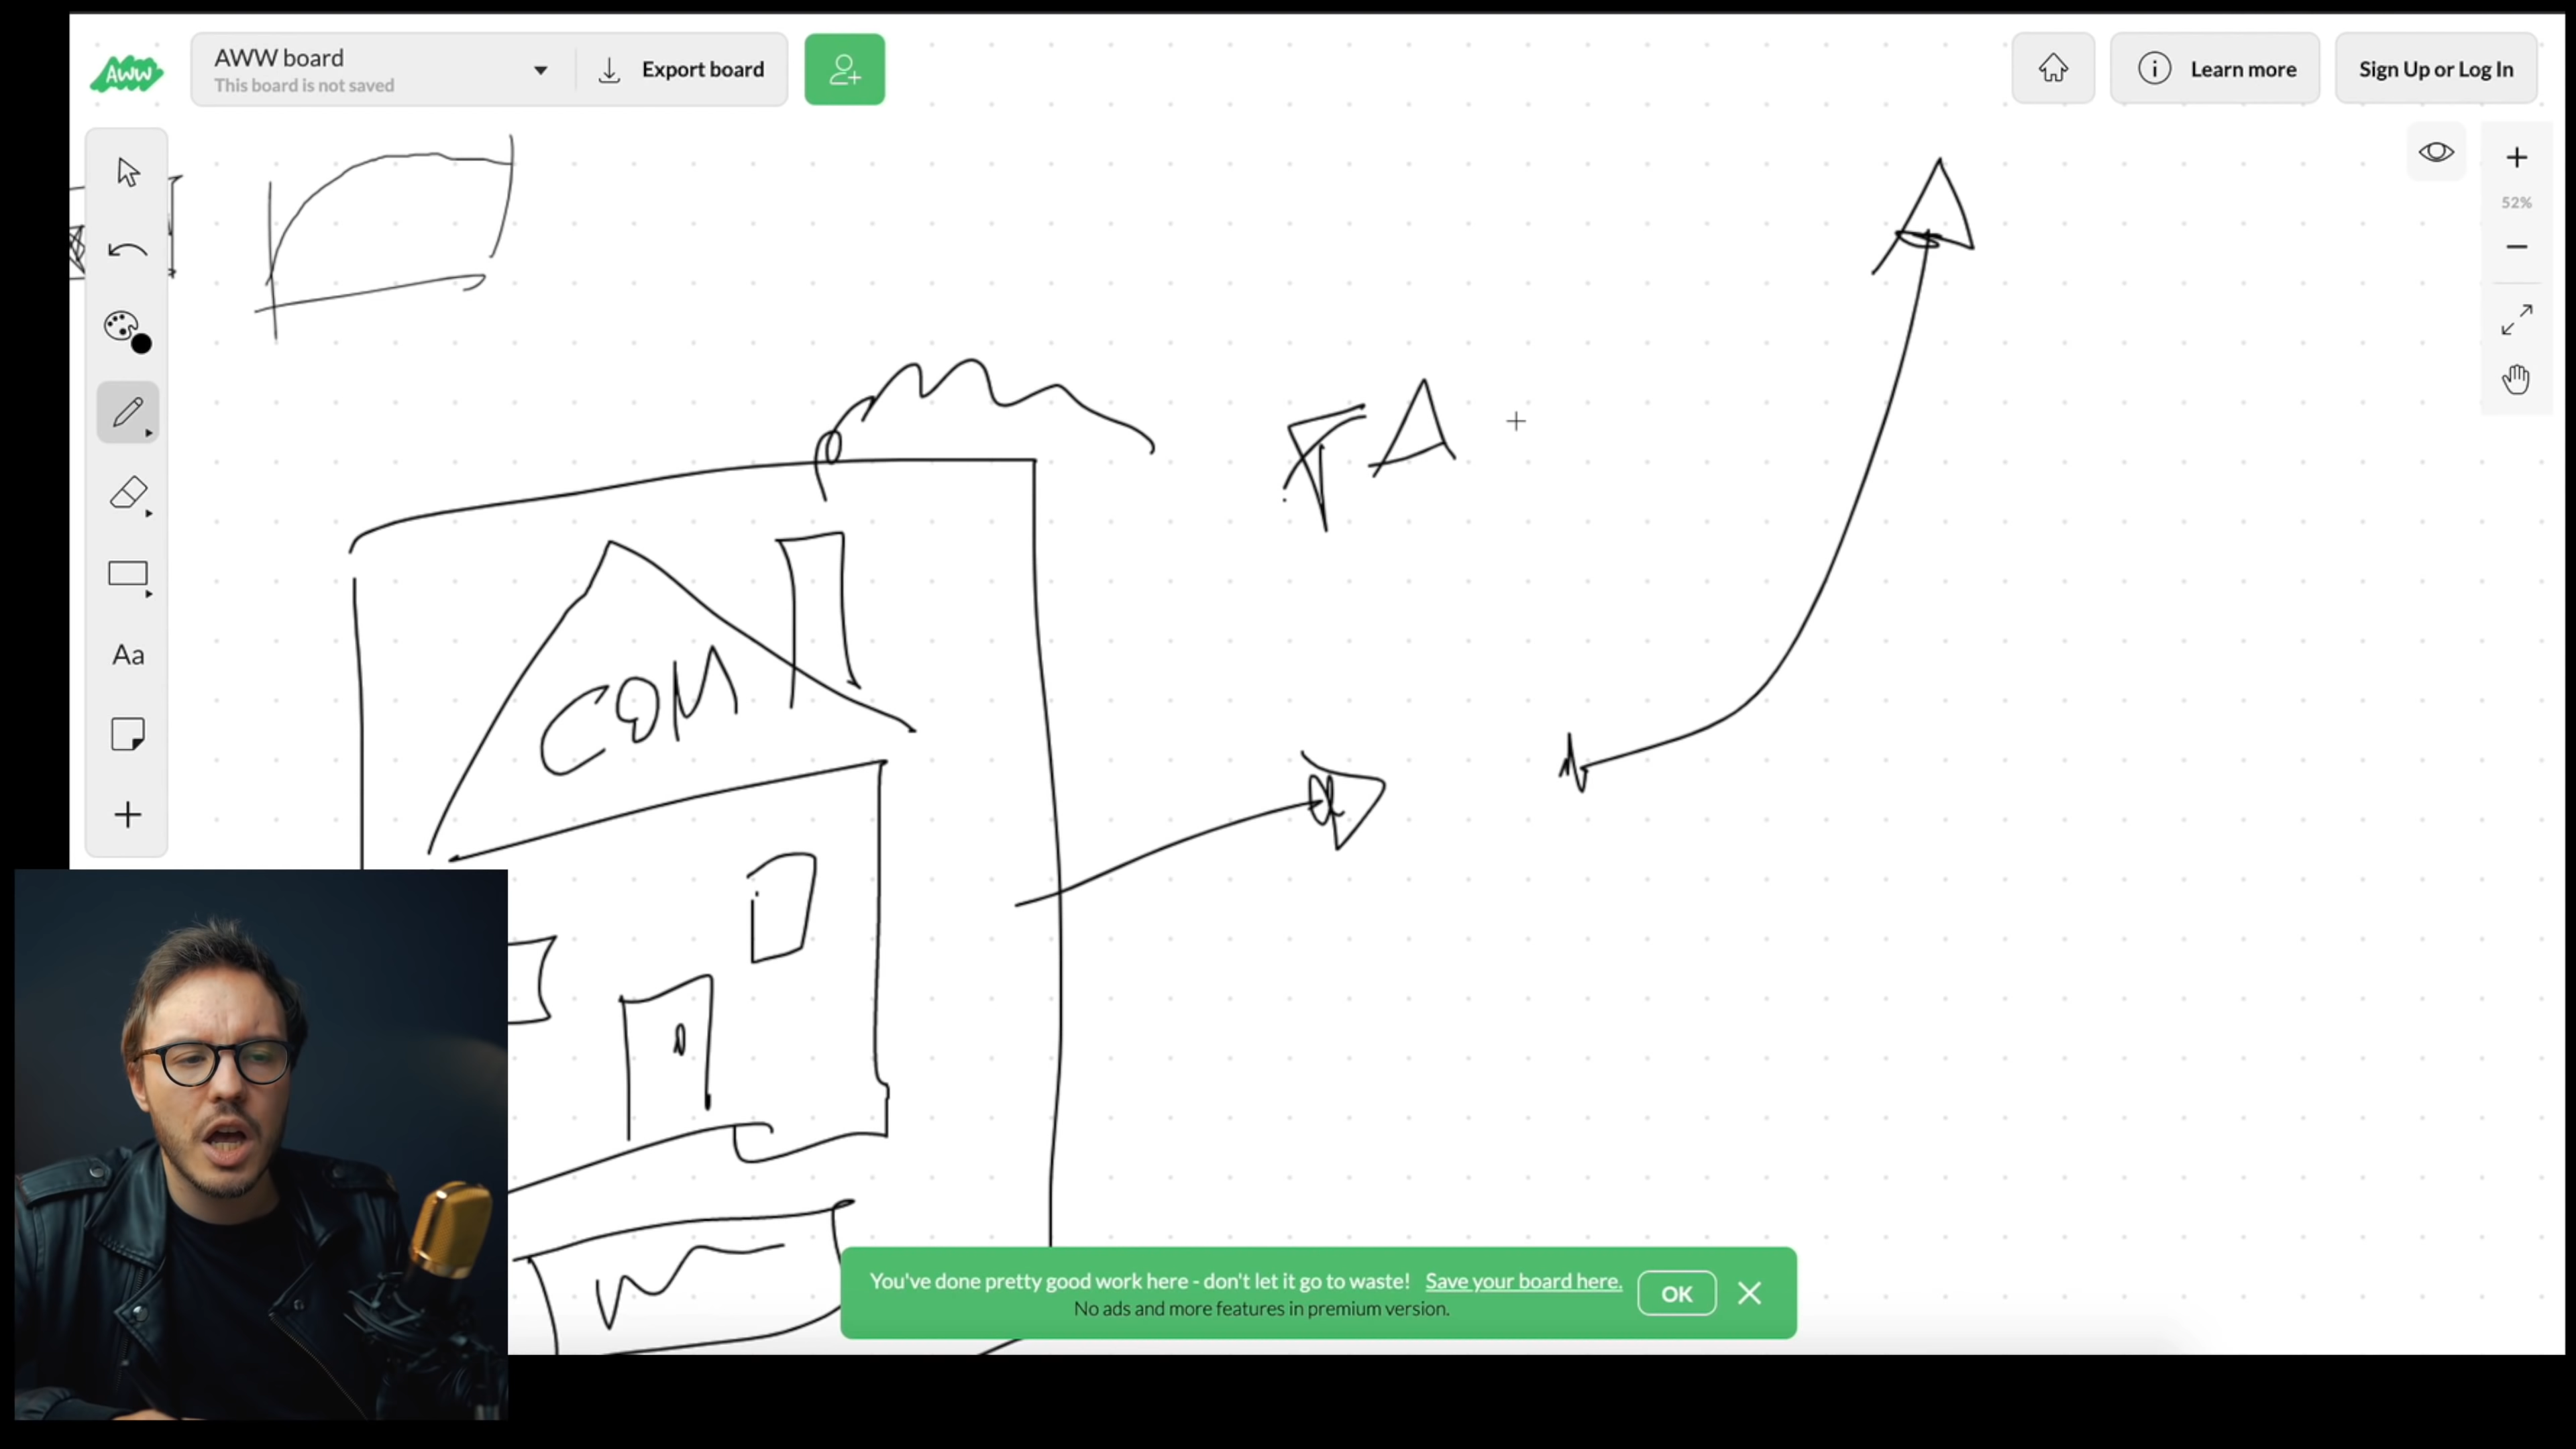 AWW
AWW board
This board is not saved
Export board
Learn more
Sign Up or Log In
52%
FA
COM
Aa
You've done pretty good work here - don't let it go to waste! Save your board here.
No ads and more features in premium version.
OK